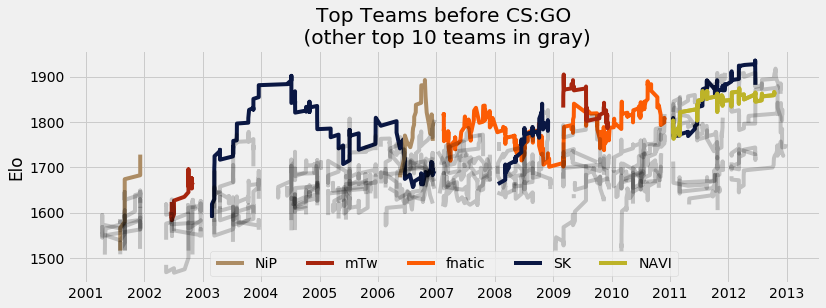 Top Teams before CS:GO
(other top 10 teams in gray)
Elo
1900
1800
1700
1600
1500
NiP mTw fnatic SK NAVI
2001 2002 2003 2004 2005 2006 2007 2008 2009 2010 2011 2012 2013